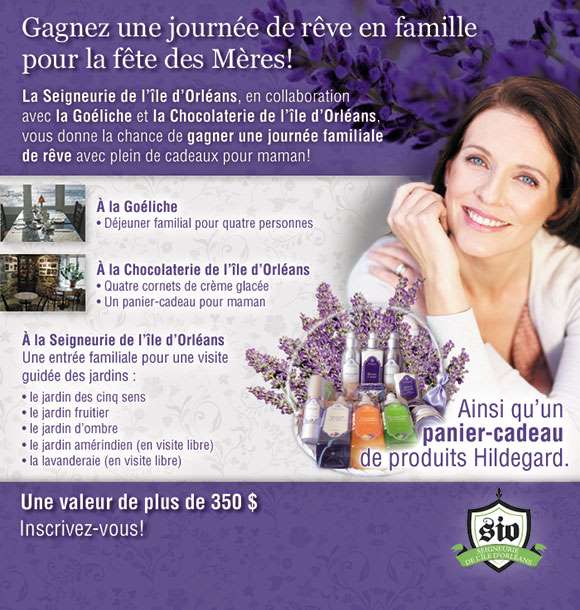 Gagnez une journée de rêve en famille
pour la fête des Mères!
La Seigneurie de l'île d'Orléans, en collaboration
avec la Goéliche et la Chocolaterie de l'île d'Orléans,
vous donne la chance de gagner une journée familiale
de rêve avec plein de cadeaux pour maman!
À la Goéliche
• Déjeuner familial pour quatre personnes
À la Chocolaterie de l'île d'Orléans
• Quatre cornets de crème glacée
• Un panier-cadeau pour maman
À la Seigneurie de l'île d'Orléans
Une entrée familiale pour une visite
guidée des jardins :
• le jardin des cinq sens
• le jardin fruitier
• le jardin d'ombre
• le jardin amérindien (en visite libre)
• la lavanderaie (en visite libre)
Ainsi qu'un
panier-cadeau
de produits Hildegard.
Une valeur de plus de 350 $
Inscrivez-vous!
sio
SEIGNEURIE
DE L'ÎLE D'ORLÉANS